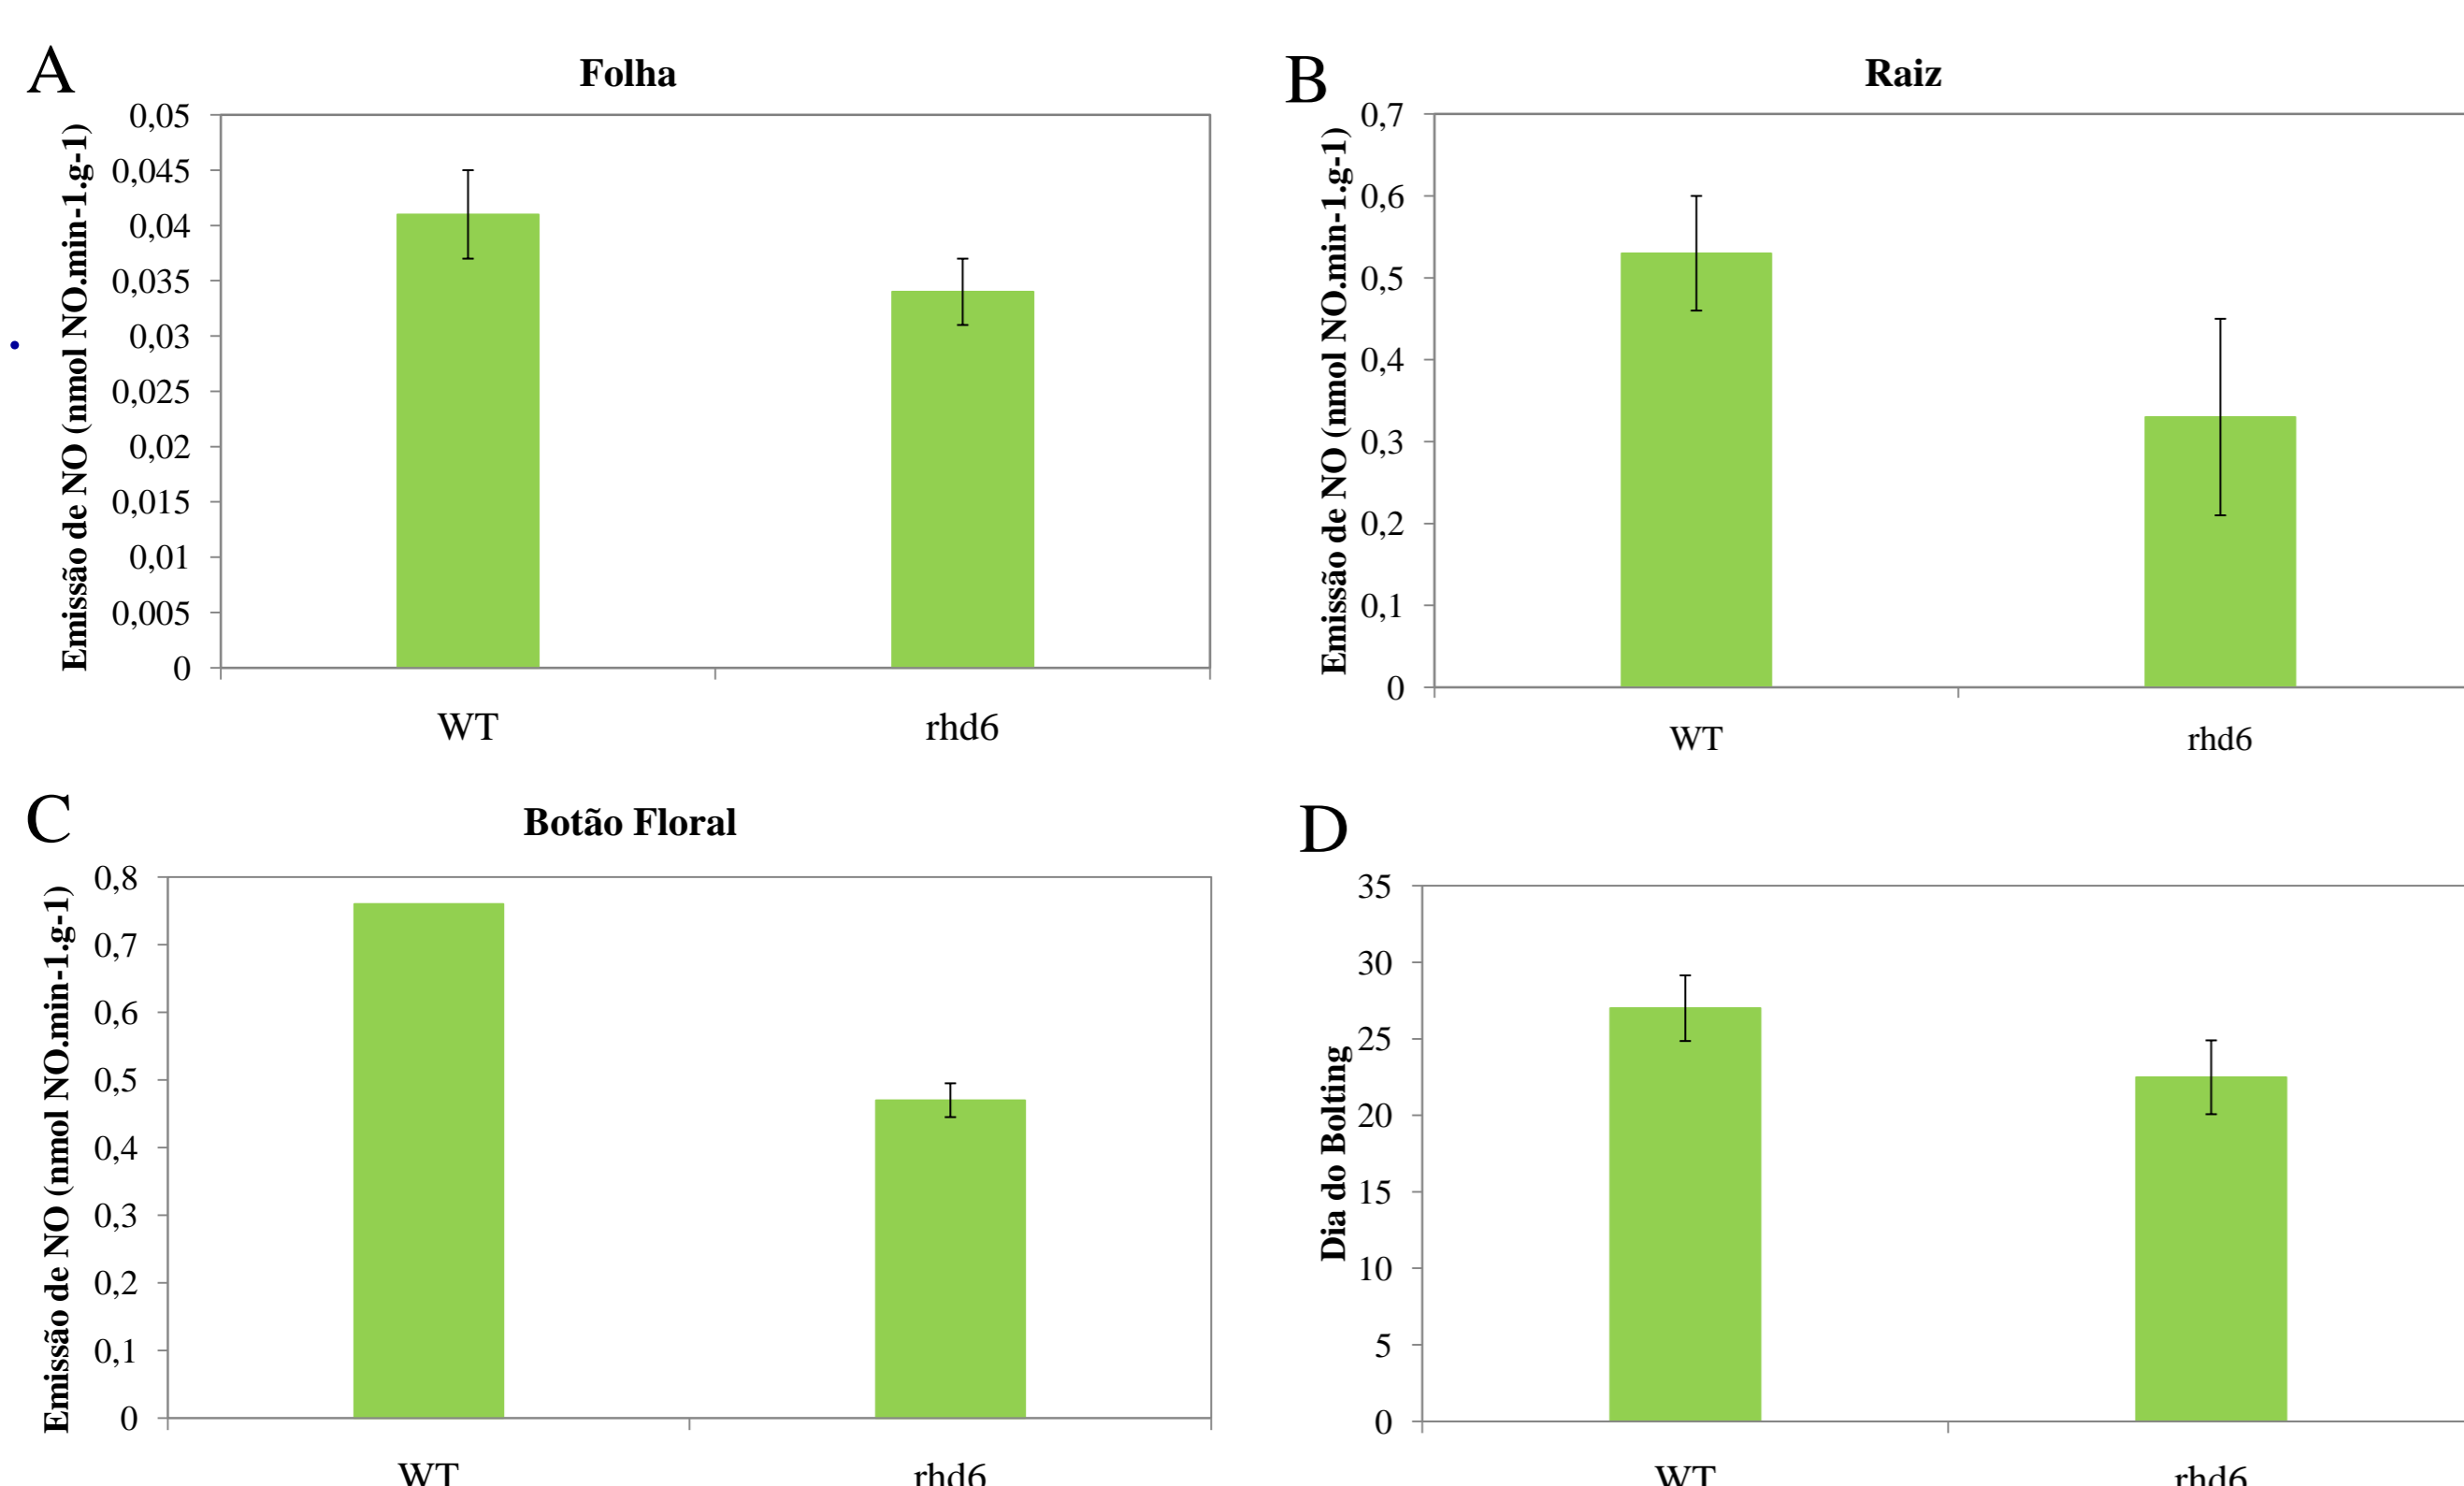 A
Folha
Emissão de NO (nmol NO.min-1.g-1)
0,05
0,045
0,04
0,035
0,03
0,025
0,02
0,015
0,01
0,005
0
WT rhd6
B
Raiz
Emissão de NO (nmol NO.min-1.g-1)
0,7
0,6
0,5
0,4
0,3
0,2
0,1
0
WT rhd6
C
Botão Floral
Emissão de NO (nmol NO.min-1.g-1)
0,8
0,7
0,6
0,5
0,4
0,3
0,2
0,1
0
WT rhd6
D
Dia do Bolting
35
30
25
20
15
10
5
0
WT rhd6